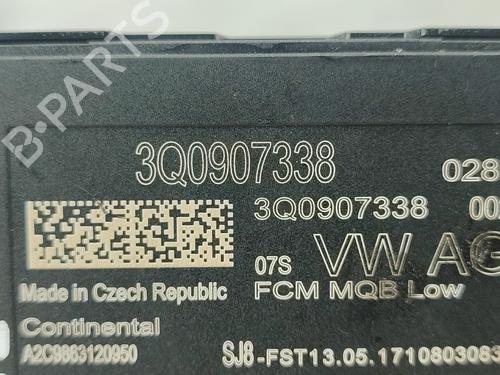 3Q0907338 028
3Q0907338 00
07S VW AG
FCM MQB Low
Made in Czech Republic
Continental
A2C9863120950 SJ8-FST13.05.1710803083
B-Parts